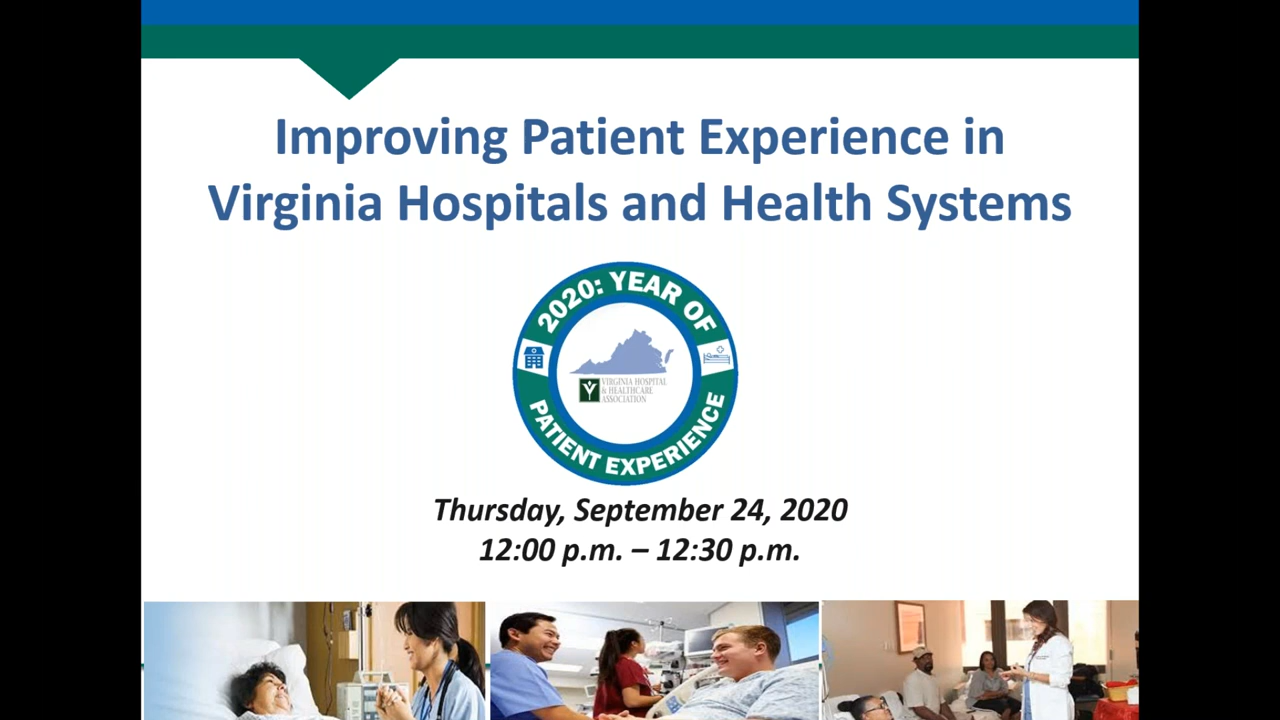 Improving Patient Experience in
Virginia Hospitals and Health Systems
2020: YEAR OF
VIRGINIA HOSPITAL
& HEALTHCARE
ASSOCIATION
PATIENT EXPERIENCE
Thursday, September 24, 2020
12:00 p.m. – 12:30 p.m.